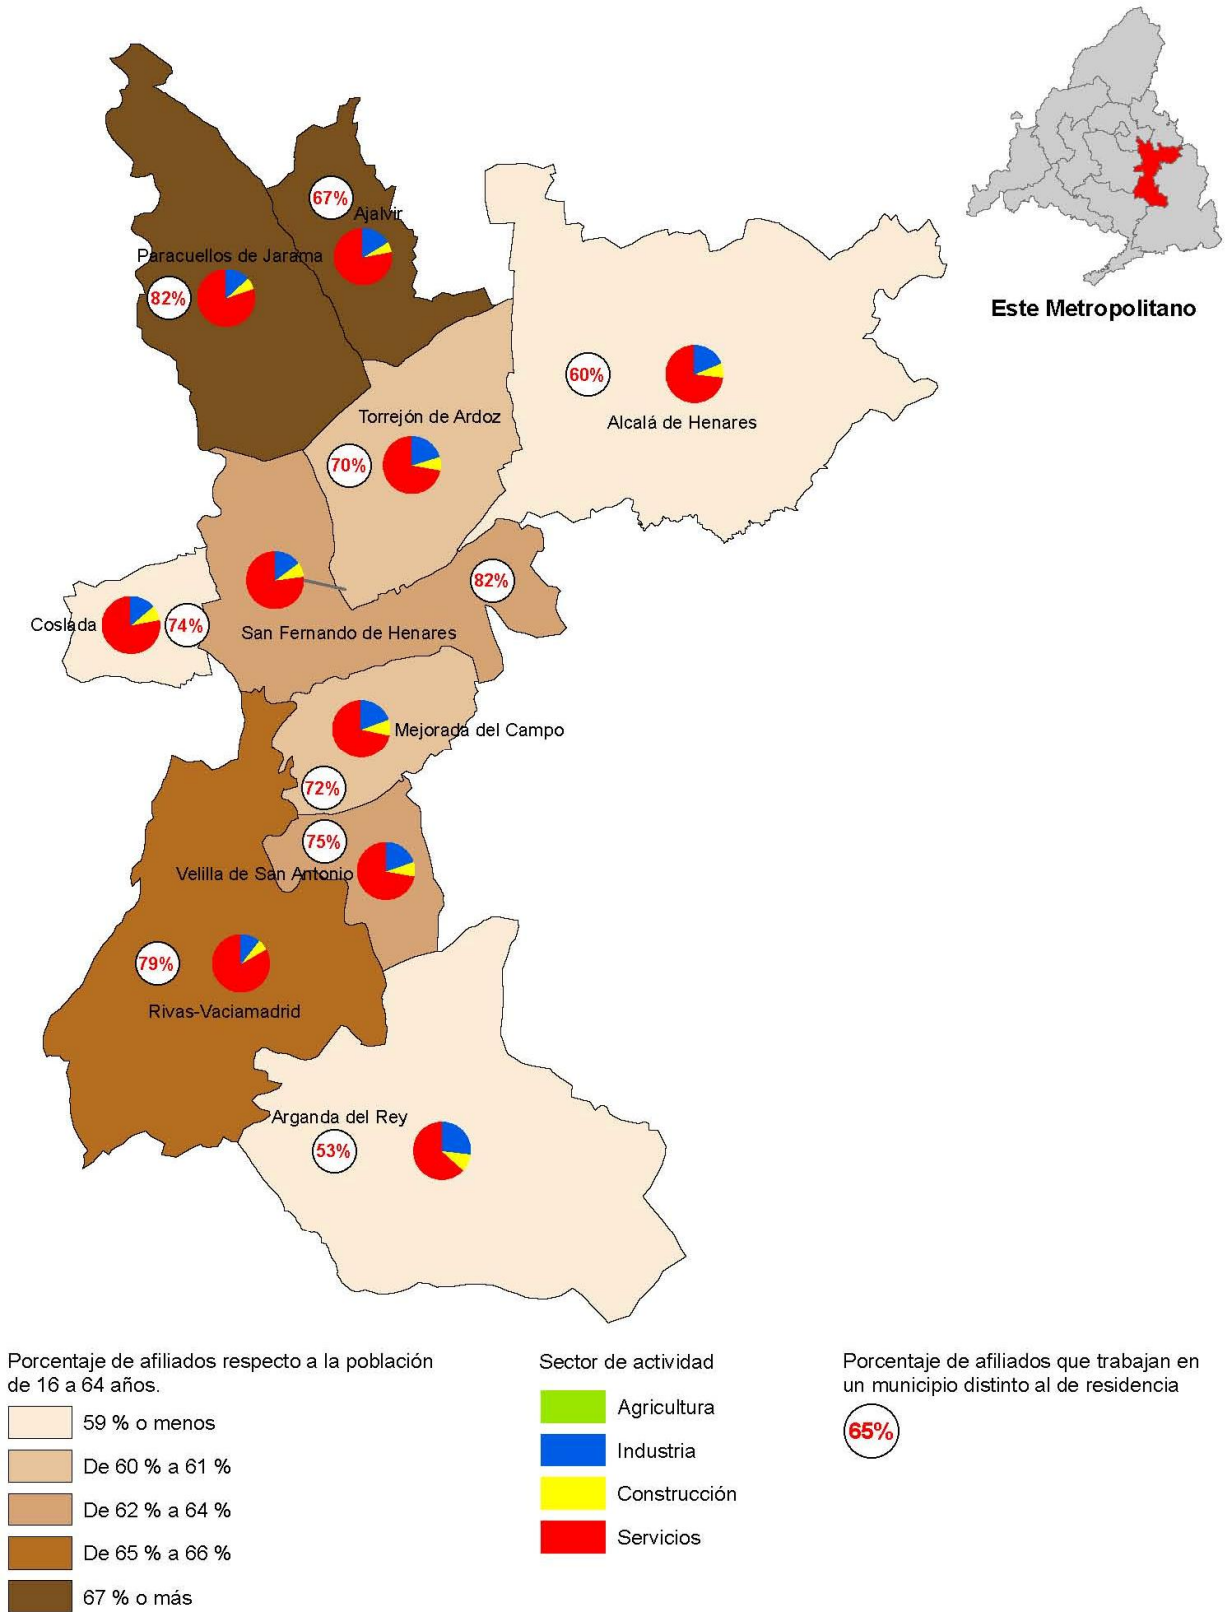 Este Metropolitano
67%
Ajalvir
Paracuellos de Jarama
82%
60%
Alcalá de Henares
Torrejón de Ardoz
70%
82%
Coslada
74%
San Fernando de Henares
Mejorada del Campo
72%
75%
Velilla de San Antonio
79%
Rivas-Vaciamadrid
Arganda del Rey
53%
Porcentaje de afiliados respecto a la población
de 16 a 64 años.
59 % o menos
De 60 % a 61 %
De 62 % a 64 %
De 65 % a 66 %
67 % o más
Sector de actividad
Agricultura
Industria
Construcción
Servicios
Porcentaje de afiliados que trabajan en
un municipio distinto al de residencia
65%